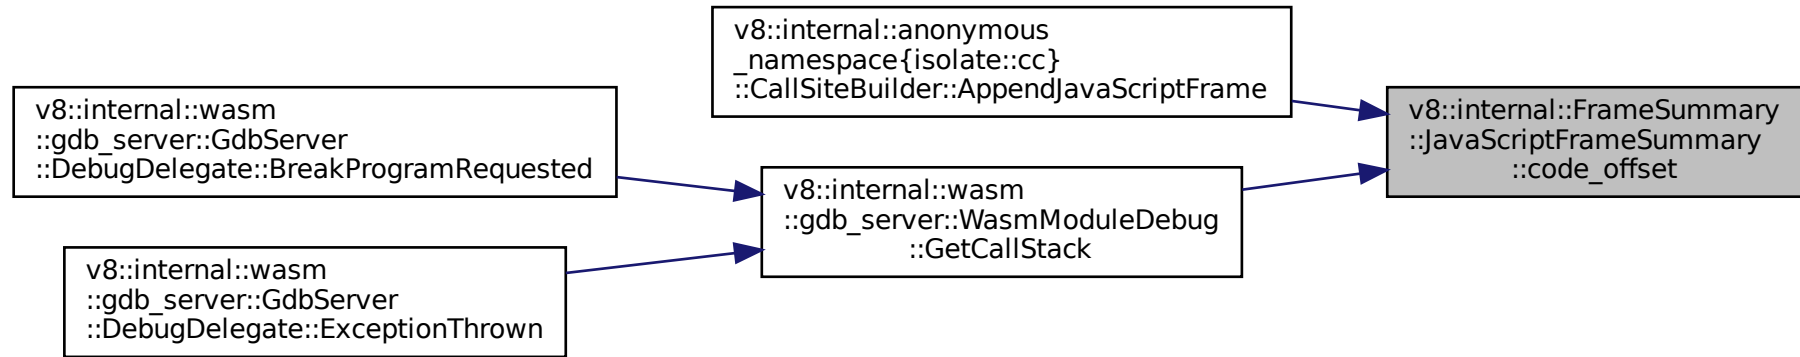 v8::internal::anonymous
_namespace{isolate::cc}
::CallSiteBuilder::AppendJavaScriptFrame
v8::internal::wasm
::gdb_server::GdbServer
::DebugDelegate::BreakProgramRequested
v8::internal::FrameSummary
::JavaScriptFrameSummary
::code_offset
v8::internal::wasm
::gdb_server::WasmModuleDebug
::GetCallStack
v8::internal::wasm
::gdb_server::GdbServer
::DebugDelegate::ExceptionThrown